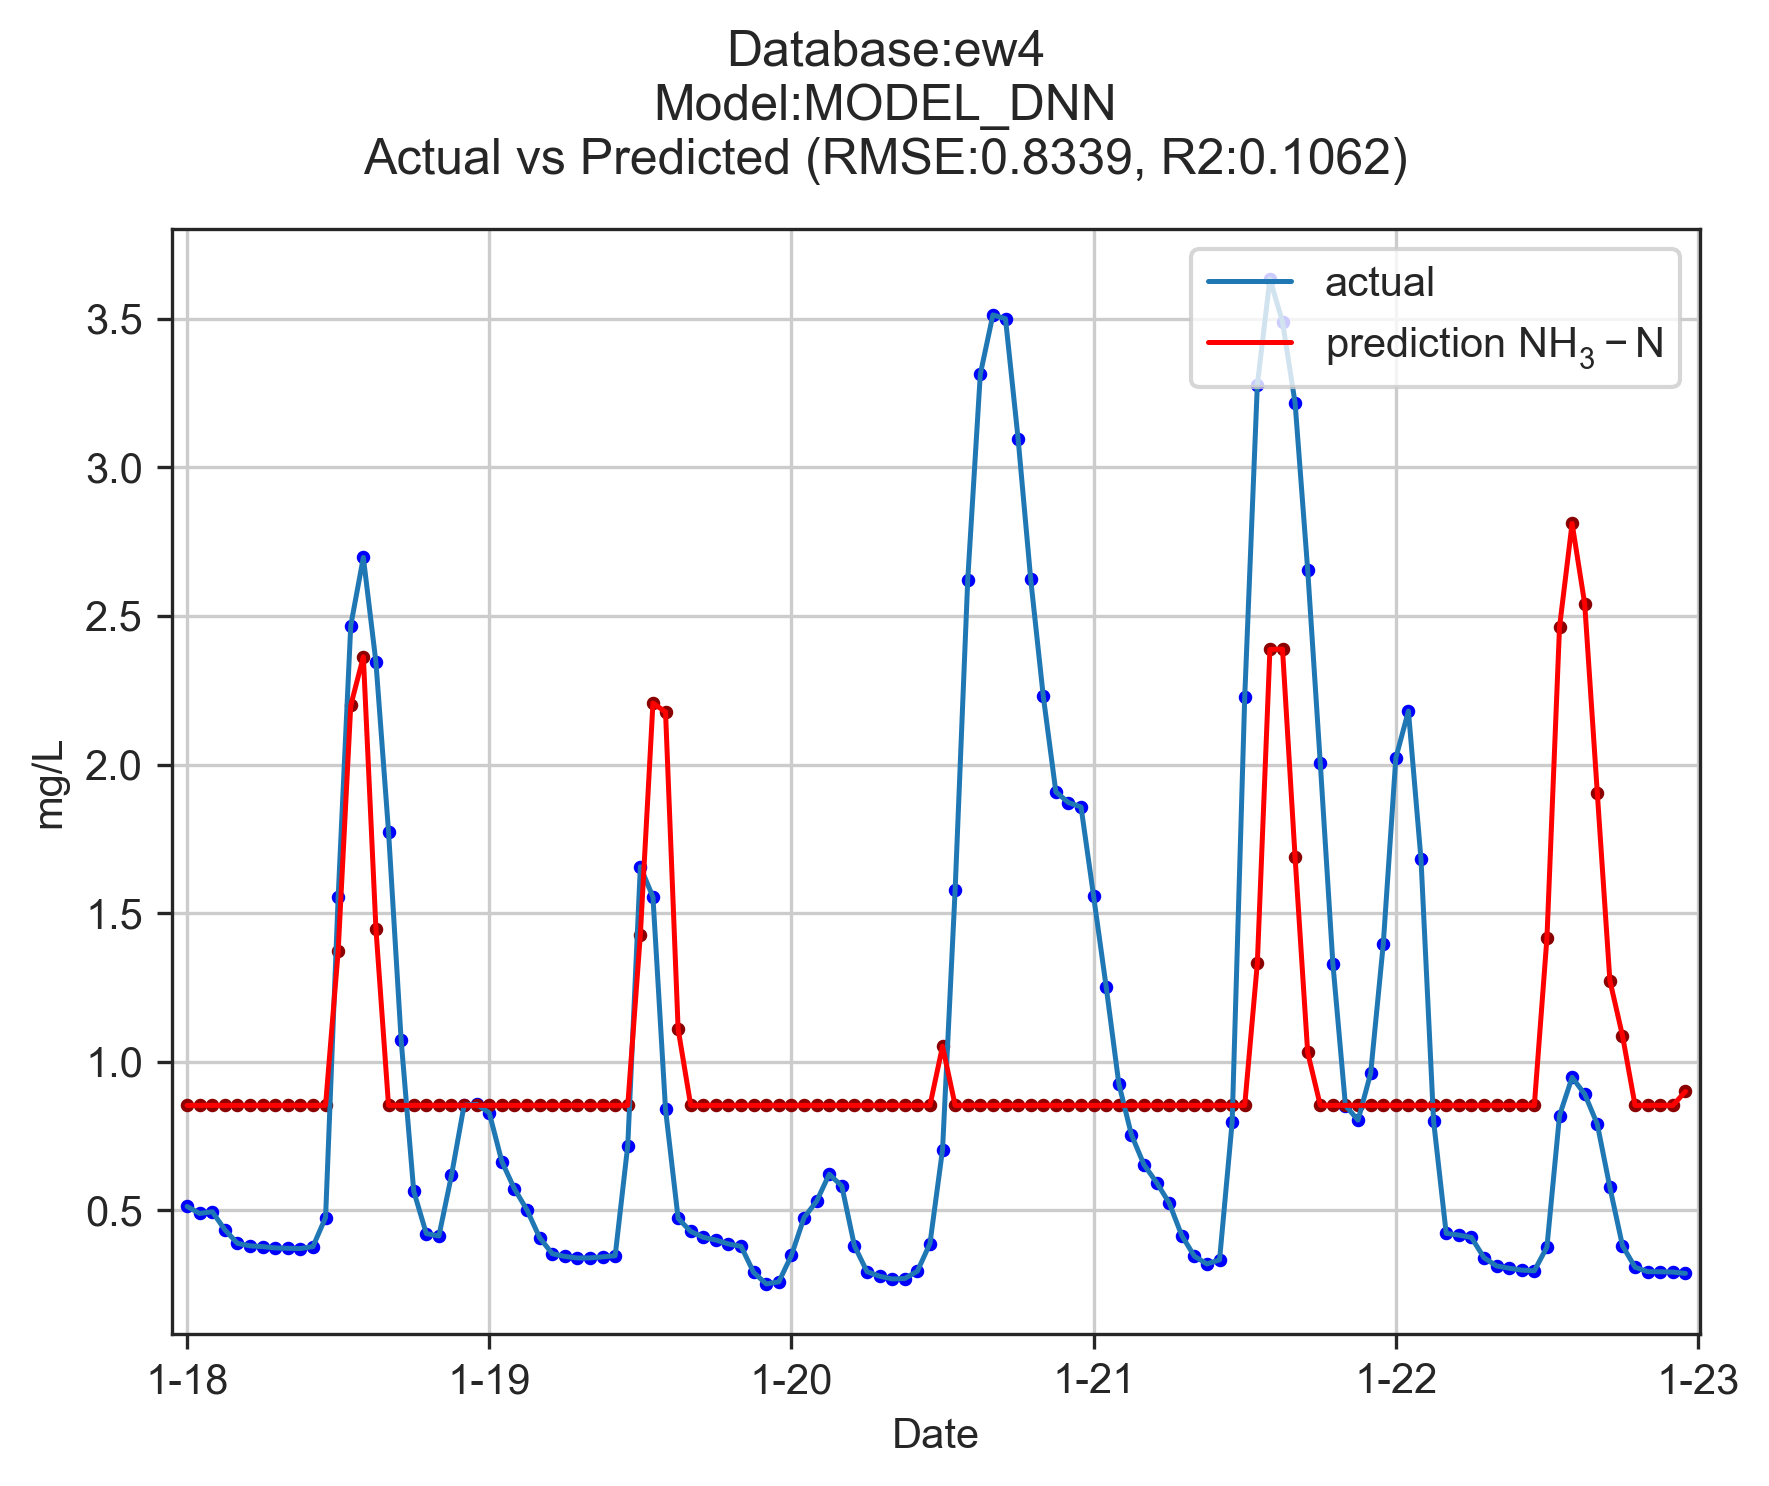 Database:ew4
Model:MODEL_DNN
Actual vs Predicted (RMSE:0.8339, R2:0.1062)
actual
prediction NH₃ − N
3.5
3.0
2.5
2.0
1.5
1.0
0.5
mg/L
1-18 1-19 1-20 1-21 1-22 1-23
Date